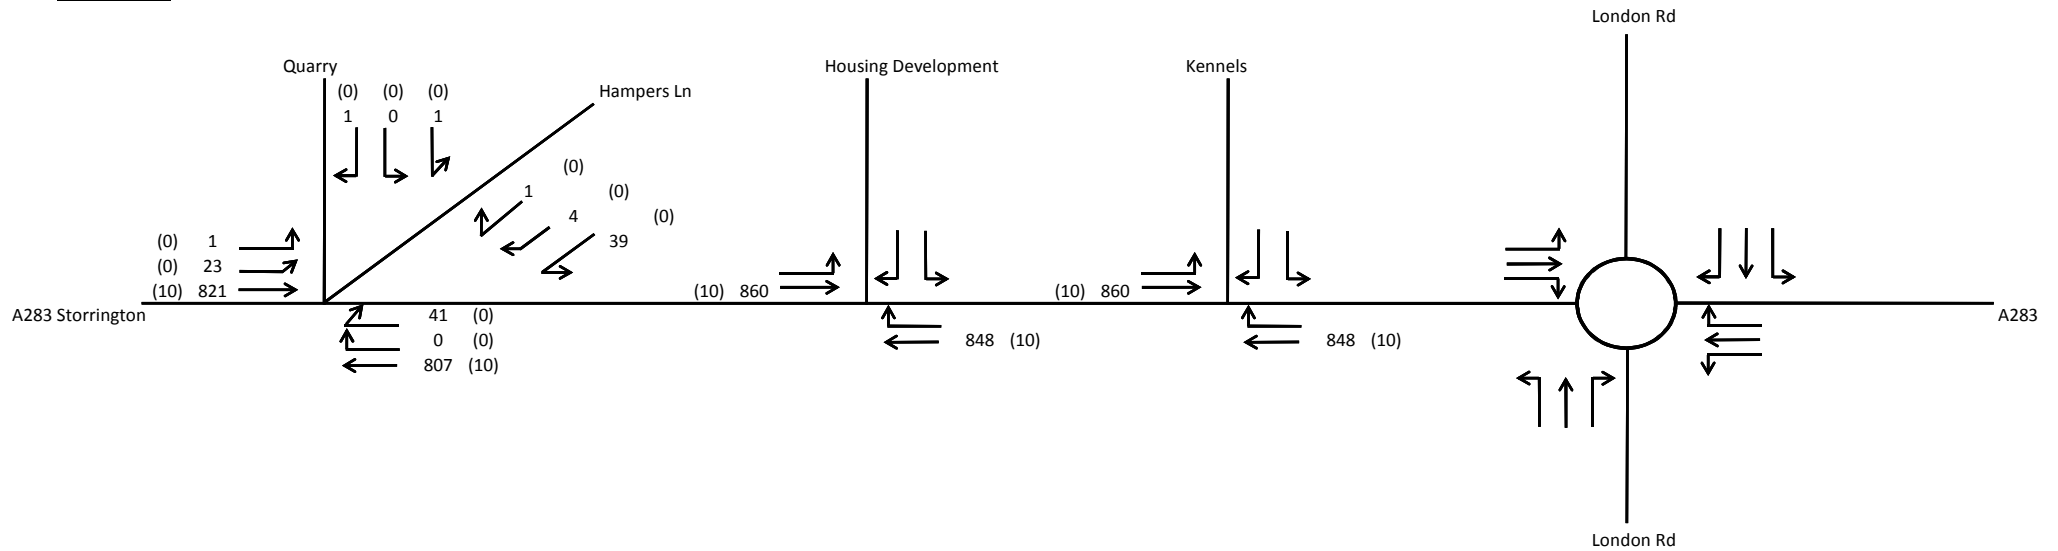 London Rd
Quarry
Housing Development
Kennels
(0) (0) (0)
1 0 1
Hampers Ln
(0)
1 (0)
4 (0)
39
(0) 1
(0) 23
(10) 821
(10) 860
(10) 860
A283 Storrington
A283
41 (0)
0 (0)
807 (10)
848 (10)
848 (10)
London Rd